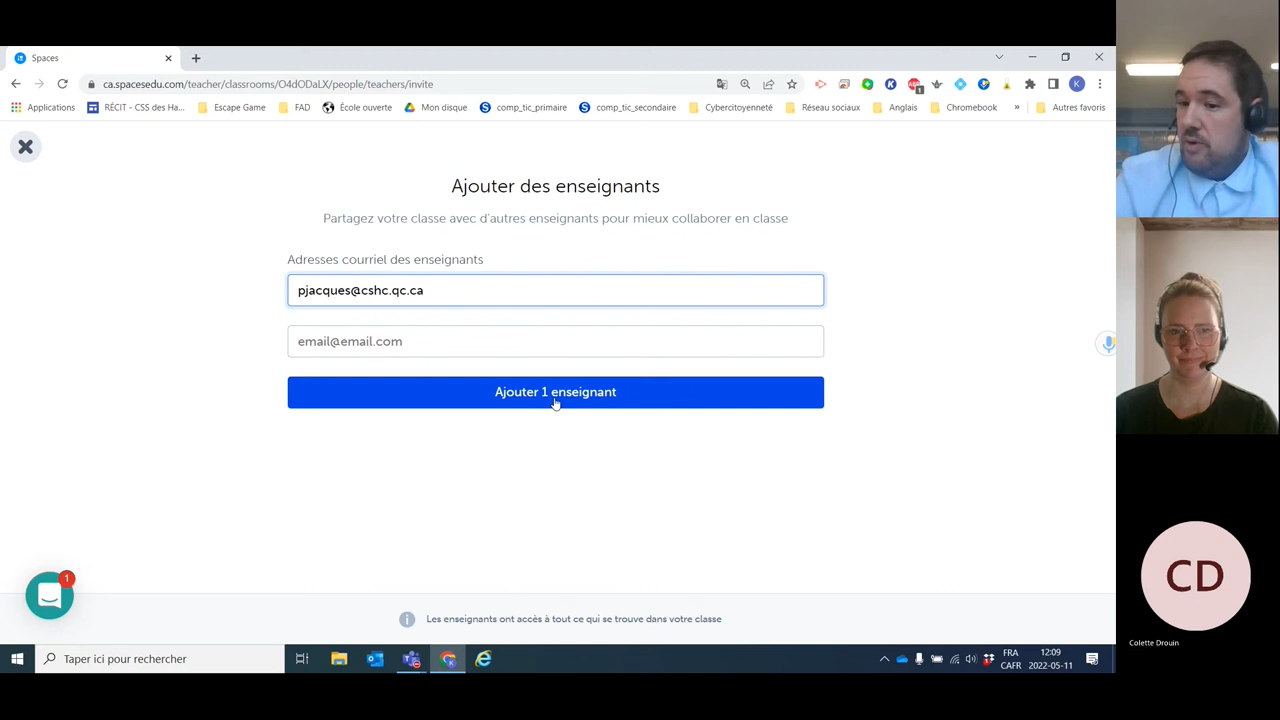 Spaces
ca.spacesedu.com/teacher/classrooms/O4dODaLX/people/teachers/invite
K
Applications
RÉCIT - CSS des Ha...
Escape Game
FAD
École ouverte
Mon disque
comp_tic_primaire
comp_tic_secondaire
Cybercitoyenneté
Réseau sociaux
Anglais
Chromebook
»
Autres favoris
Ajouter des enseignants
Partagez votre classe avec d'autres enseignants pour mieux collaborer en classe
Adresses courriel des enseignants
pjacques@cshc.qc.ca
email@email.com
Ajouter 1 enseignant
1
Les enseignants ont accès à tout ce qui se trouve dans votre classe
CD
Colette Drouin
Taper ici pour rechercher
FRA
CAFR
12:09
2022-05-11